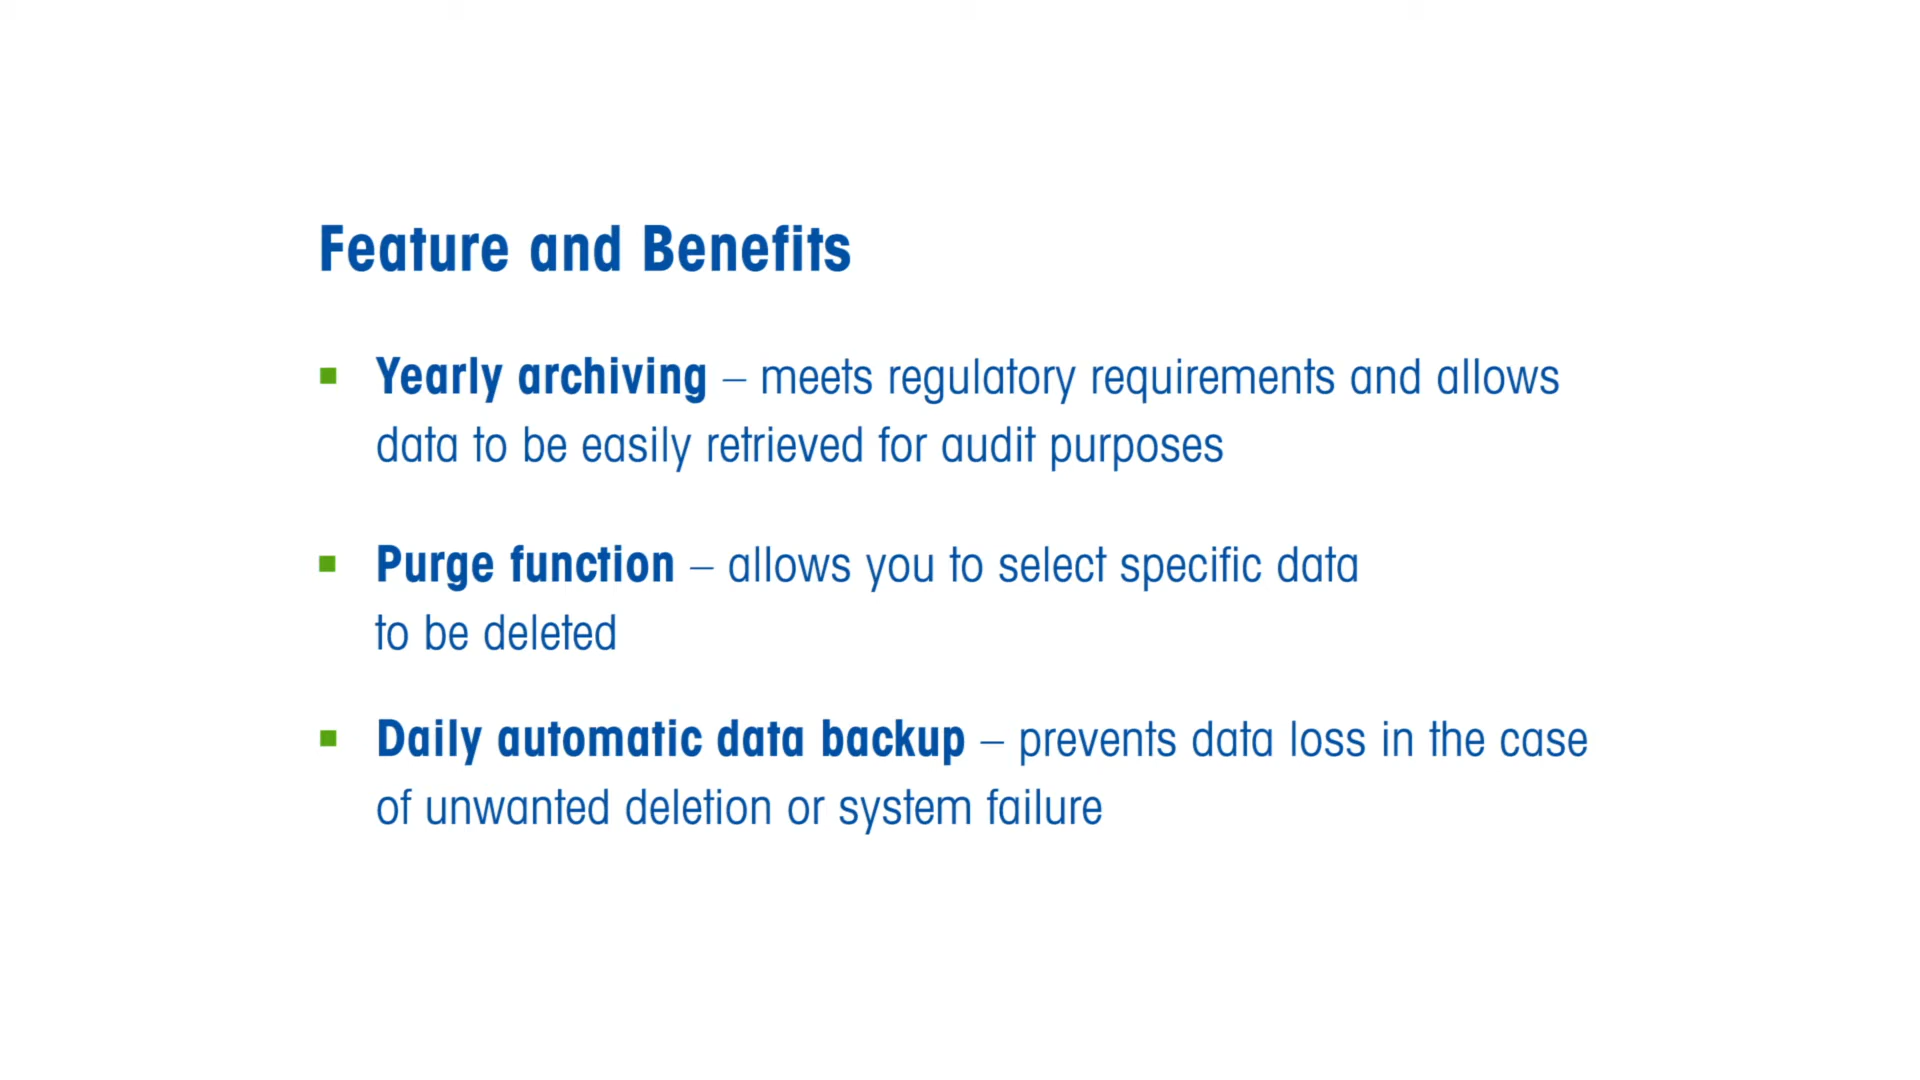 Feature and Benefits
Yearly archiving – meets regulatory requirements and allows
data to be easily retrieved for audit purposes
Purge function – allows you to select specific data
to be deleted
Daily automatic data backup – prevents data loss in the case
of unwanted deletion or system failure